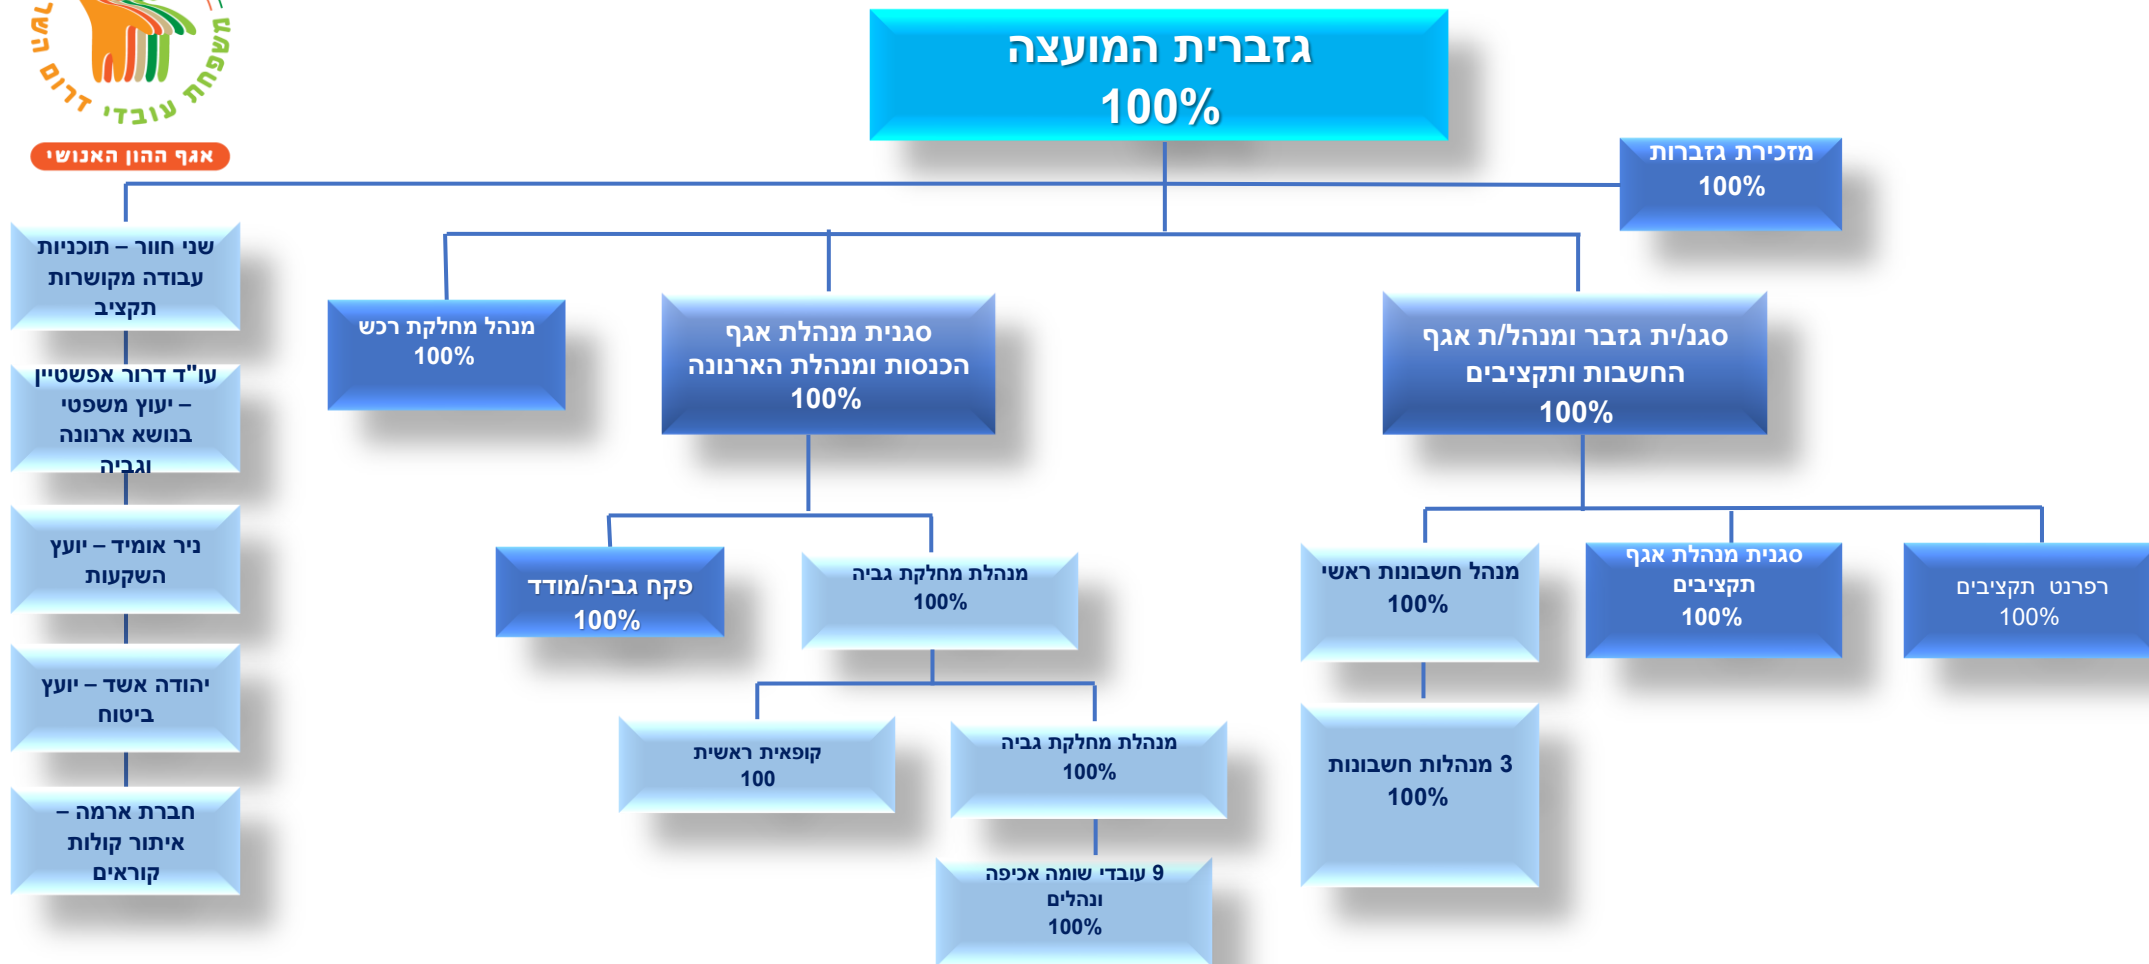 משפחת עובדי דרום השר
אגף ההון האנושי
גזברית המועצה
100%
מזכירת גזברות
100%
שני חוור – תוכניות
עבודה מקושרות
תקציב
עו"ד דרור אפשטיין
– יעוץ משפטי
בנושא ארנונה
וגביה
ניר אומיד – יועץ
השקעות
יהודה אשד – יועץ
ביטוח
חברת ארמה –
איתור קולות
קוראים
מנהל מחלקת רכש
100%
סגנית מנהלת אגף
הכנסות ומנהלת הארנונה
100%
סגנ/ית גזבר ומנהל/ת אגף
החשבות ותקציבים
100%
פקח גביה/מודד
100%
מנהלת מחלקת גביה
100%
קופאית ראשית
100
מנהלת מחלקת גביה
100%
9 עובדי שומה אכיפה
ונהלים
100%
מנהל חשבונות ראשי
100%
3 מנהלות חשבונות
100%
סגנית מנהלת אגף
תקציבים
100%
רפרנט תקציבים
100%